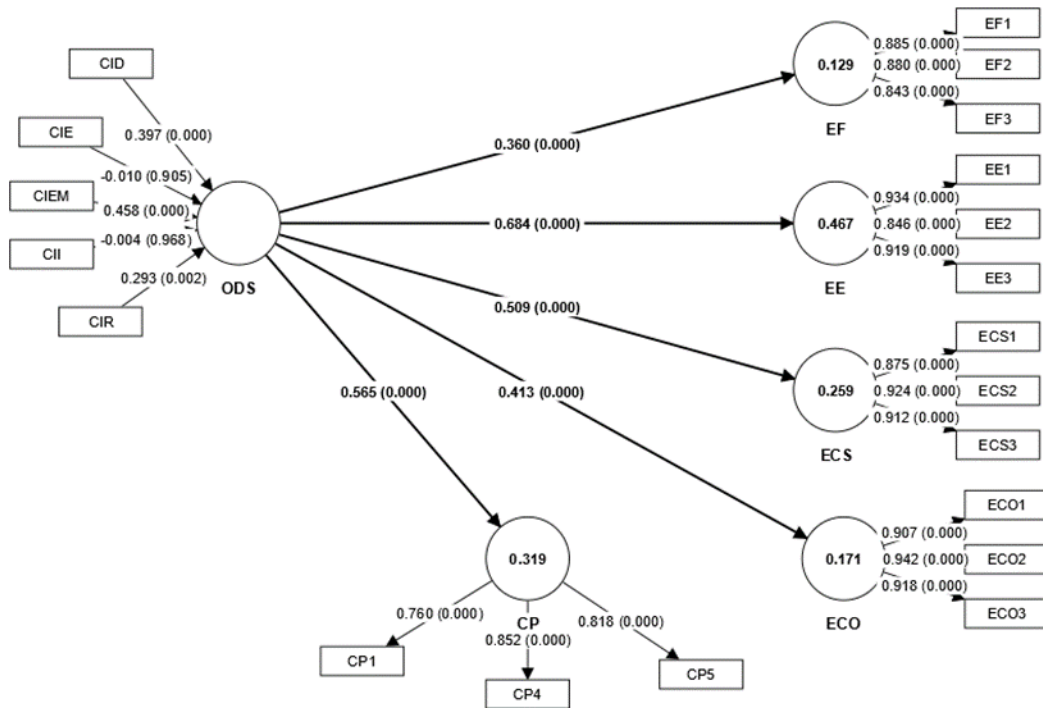 CID
0.397 (0.000)
CIE
-0.010 (0.905)
CIEM
0.458 (0.000)
CII
-0.004 (0.968)
0.293 (0.002)
CIR
ODS
0.360 (0.000)
0.684 (0.000)
0.509 (0.000)
0.413 (0.000)
0.565 (0.000)
0.129
EF
0.885 (0.000)
0.880 (0.000)
0.843 (0.000)
EF1
EF2
EF3
0.467
EE
0.934 (0.000)
0.846 (0.000)
0.919 (0.000)
EE1
EE2
EE3
0.259
ECS
0.875 (0.000)
0.924 (0.000)
0.912 (0.000)
ECS1
ECS2
ECS3
0.171
ECO
0.907 (0.000)
0.942 (0.000)
0.918 (0.000)
ECO1
ECO2
ECO3
0.319
CP
0.760 (0.000)
0.852 (0.000)
0.818 (0.000)
CP1
CP4
CP5